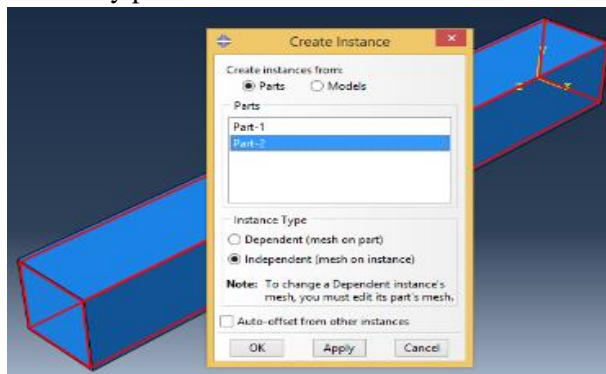 Create Instance
Create instances from:
Parts Models
Parts
Part-1
Part-2
Instance Type
Dependent (mesh on part)
Independent (mesh on instance)
Note: To change a Dependent instance's
mesh, you must edit its part's mesh.
Auto-offset from other instances
OK Apply Cancel
Y
Z X